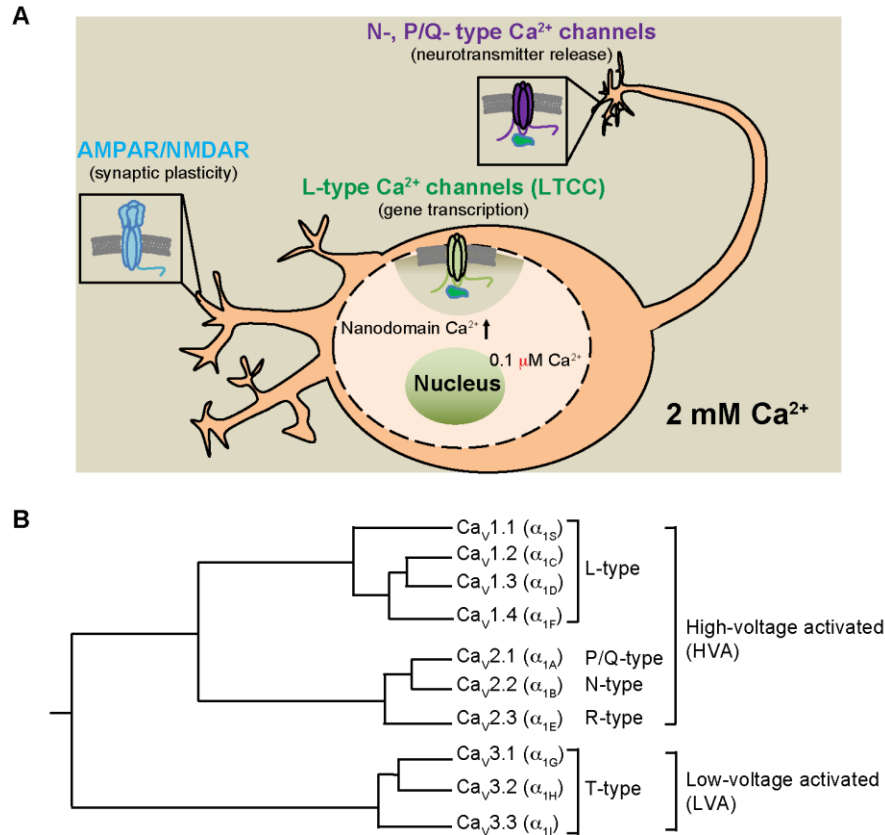 A
N-, P/Q- type Ca²⁺ channels
(neurotransmitter release)
AMPAR/NMDAR
(synaptic plasticity)
L-type Ca²⁺ channels (LTCC)
(gene transcription)
Nanodomain Ca²⁺
0.1 μM Ca²⁺
Nucleus
2 mM Ca²⁺
B
Caᵥ1.1 (α₁S)
Caᵥ1.2 (α₁C)
Caᵥ1.3 (α₁D)
Caᵥ1.4 (α₁F)
L-type
Caᵥ2.1 (α₁A) P/Q-type
Caᵥ2.2 (α₁B) N-type
Caᵥ2.3 (α₁E) R-type
High-voltage activated
(HVA)
Caᵥ3.1 (α₁G)
Caᵥ3.2 (α₁H)
Caᵥ3.3 (α₁I)
T-type
Low-voltage activated
(LVA)